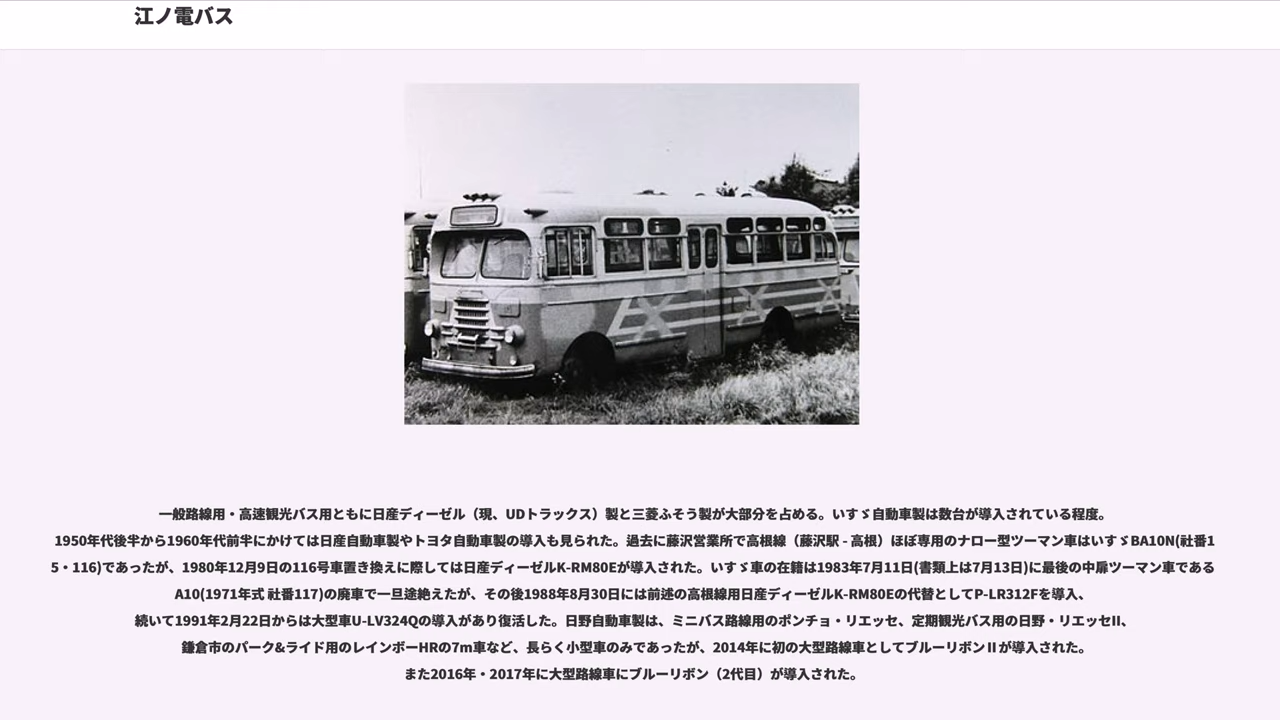 江ノ電バス
一般路線用・高速観光バス用ともに日産ディーゼル（現、UDトラックス）製と三菱ふそう製が大部分を占める。いすゞ自動車製は数台が導入されている程度。
1950年代後半から1960年代前半にかけては日産自動車製やトヨタ自動車製の導入も見られた。過去に藤沢営業所で高根線（藤沢駅 - 高根）ほぼ専用のナロー型ツーマン車はいすゞBA10N(社番1
5・116)であったが、1980年12月9日の116号車置き換えに際しては日産ディーゼルK-RM80Eが導入された。いすゞ車の在籍は1983年7月11日(書類上は7月13日)に最後の中扉ツーマン車である
A10(1971年式 社番117)の廃車で一旦途絶えたが、その後1988年8月30日には前述の高根線用日産ディーゼルK-RM80Eの代替としてP-LR312Fを導入、
続いて1991年2月22日からは大型車U-LV324Qの導入があり復活した。日野自動車製は、ミニバス路線用のポンチョ・リエッセ、定期観光バス用の日野・リエッセII、
鎌倉市のパーク&ライド用のレインボーHRの7m車など、長らく小型車のみであったが、2014年に初の大型路線車としてブルーリボンⅡが導入された。
また2016年・2017年に大型路線車にブルーリボン（2代目）が導入された。